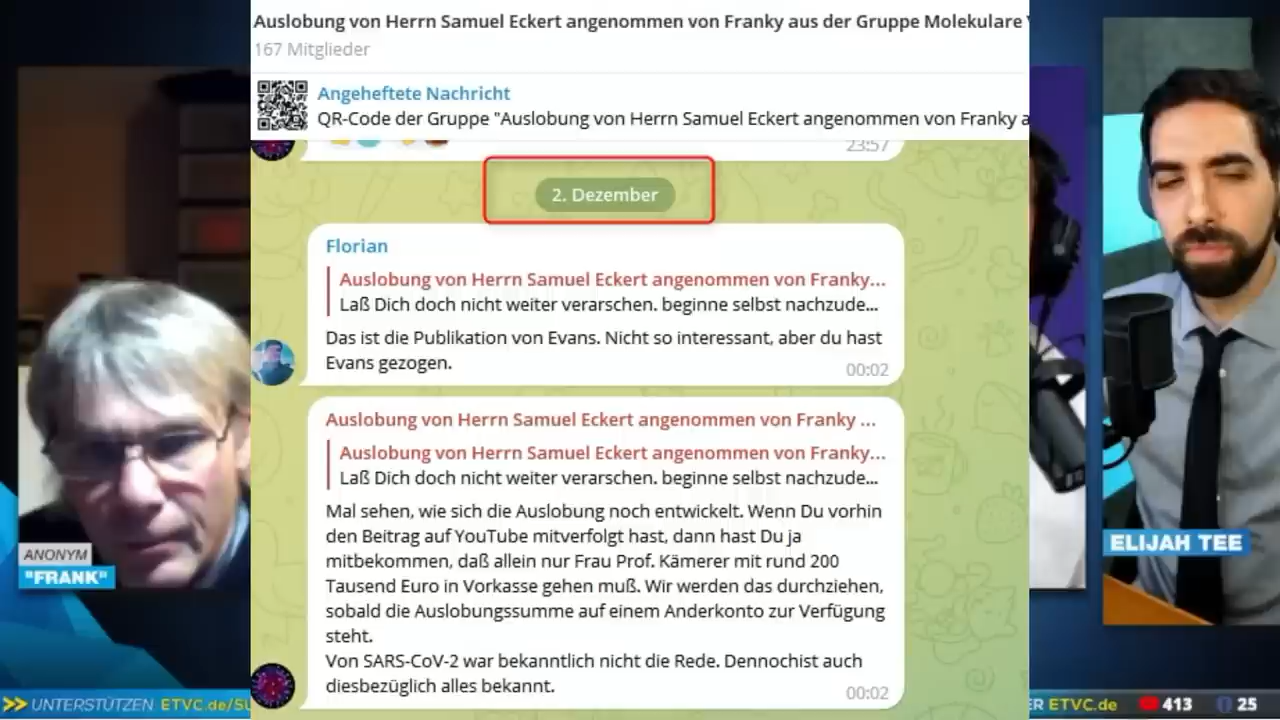 Auslobung von Herrn Samuel Eckert angenommen von Franky aus der Gruppe Molekulare
167 Mitglieder
Angeheftete Nachricht
QR-Code der Gruppe "Auslobung von Herrn Samuel Eckert angenommen von Franky a
23:57
2. Dezember
Florian
Auslobung von Herrn Samuel Eckert angenommen von Franky...
Laß Dich doch nicht weiter verarschen. beginne selbst nachzude...
Das ist die Publikation von Evans. Nicht so interessant, aber du hast
Evans gezogen.
00:02
Auslobung von Herrn Samuel Eckert angenommen von Franky ...
Auslobung von Herrn Samuel Eckert angenommen von Franky...
Laß Dich doch nicht weiter verarschen. beginne selbst nachzude...
Mal sehen, wie sich die Auslobung noch entwickelt. Wenn Du vorhin
den Beitrag auf YouTube mitverfolgt hast, dann hast Du ja
mitbekommen, daß allein nur Frau Prof. Kämerer mit rund 200
Tausend Euro in Vorkasse gehen muß. Wir werden das durchziehen,
sobald die Auslobungssumme auf einem Anderkonto zur Verfügung
steht.
Von SARS-CoV-2 war bekanntlich nicht die Rede. Dennochist auch
diesbezüglich alles bekannt.
00:02
ANONYM
"FRANK"
ELIJAH TEE
UNTERSTÜTZEN ETVC.de/SU
ER ETVC.de 413 25